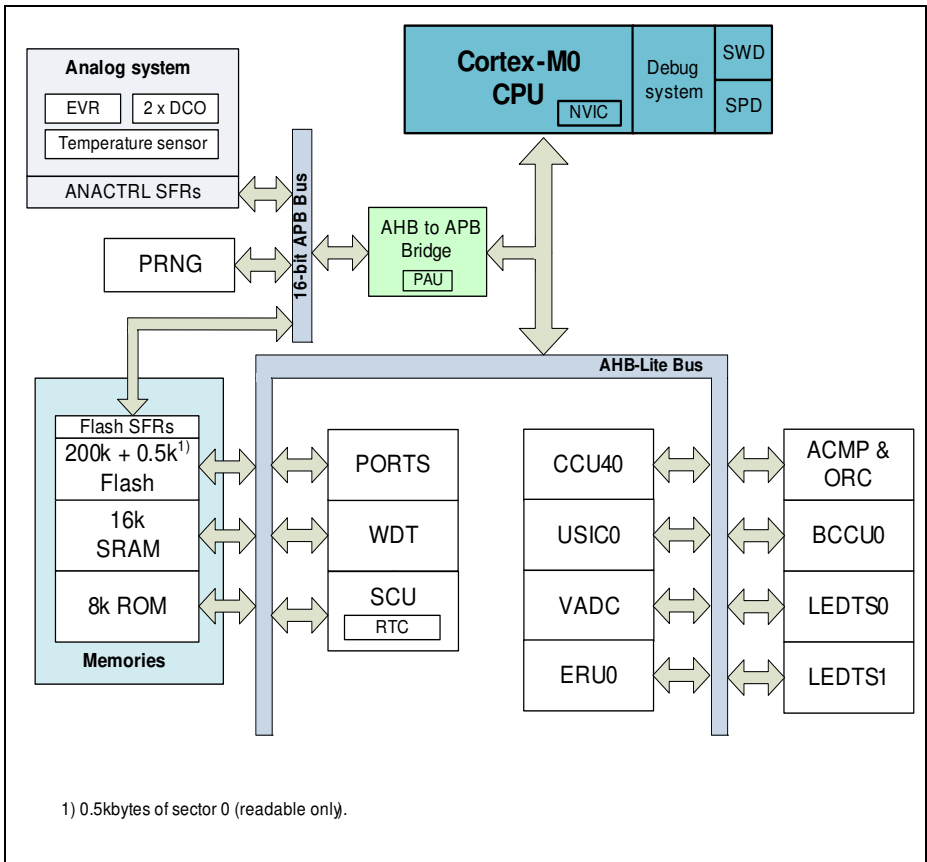 Analog system
EVR
2 x DCO
Temperature sensor
ANACTRL SFRs
Cortex-M0
CPU
NVIC
Debug
system
SWD
SPD
16-bit APB Bus
PRNG
AHB to APB
Bridge
PAU
AHB-Lite Bus
Flash SFRs
200k + 0.5k1)
Flash
16k
SRAM
8k ROM
Memories
PORTS
WDT
SCU
RTC
CCU40
USIC0
VADC
ERU0
ACMP &
ORC
BCCU0
LEDTS0
LEDTS1
1) 0.5kbytes of sector 0 (readable only).